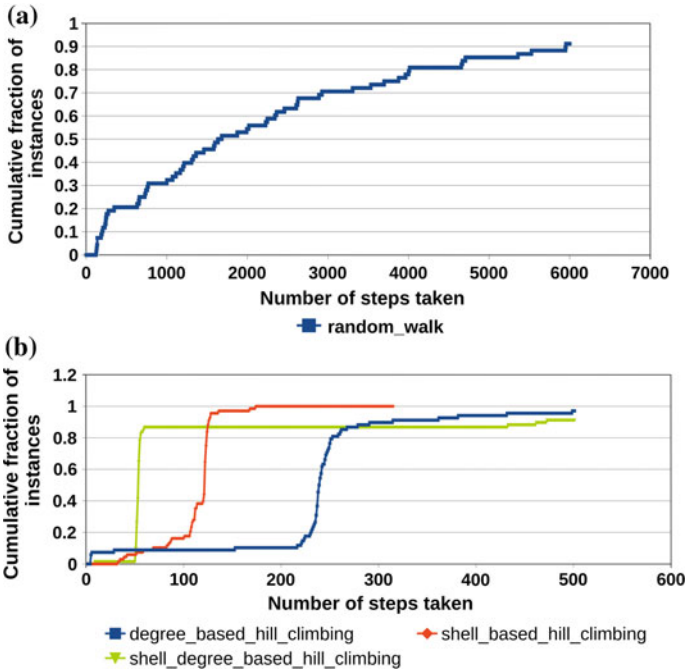 (a)
Cumulative fraction of
instances
1
0.9
0.8
0.7
0.6
0.5
0.4
0.3
0.2
0.1
0
0 1000 2000 3000 4000 5000 6000 7000
Number of steps taken
random_walk
(b)
Cumulative fraction of
instances
1.2
1
0.8
0.6
0.4
0.2
0
0 100 200 300 400 500 600
Number of steps taken
degree_based_hill_climbing shell_based_hill_climbing
shell_degree_based_hill_climbing